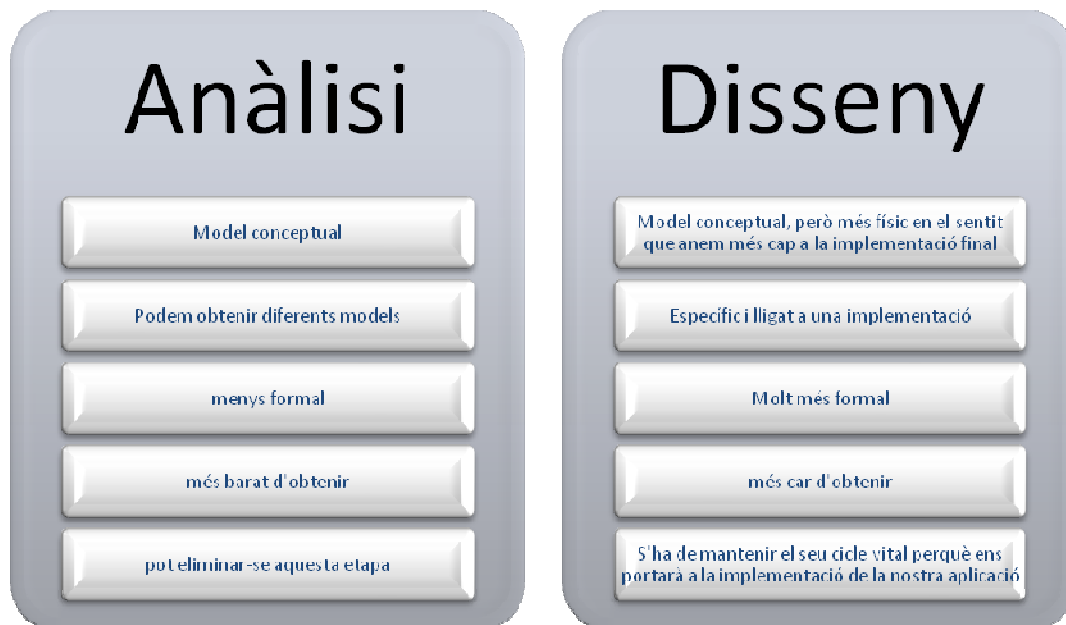 Anàlisi
Model conceptual
Podem obtenir diferents models
menys formal
més barat d'obtenir
pot eliminar-se aquesta etapa
Disseny
Model conceptual, però més físic en el sentit
que anem més cap a la implementació final
Específic i lligat a una implementació
Molt més formal
més car d'obtenir
S'ha de mantenir el seu cicle vital perquè ens
portarà a la implementació de la nostra aplicació